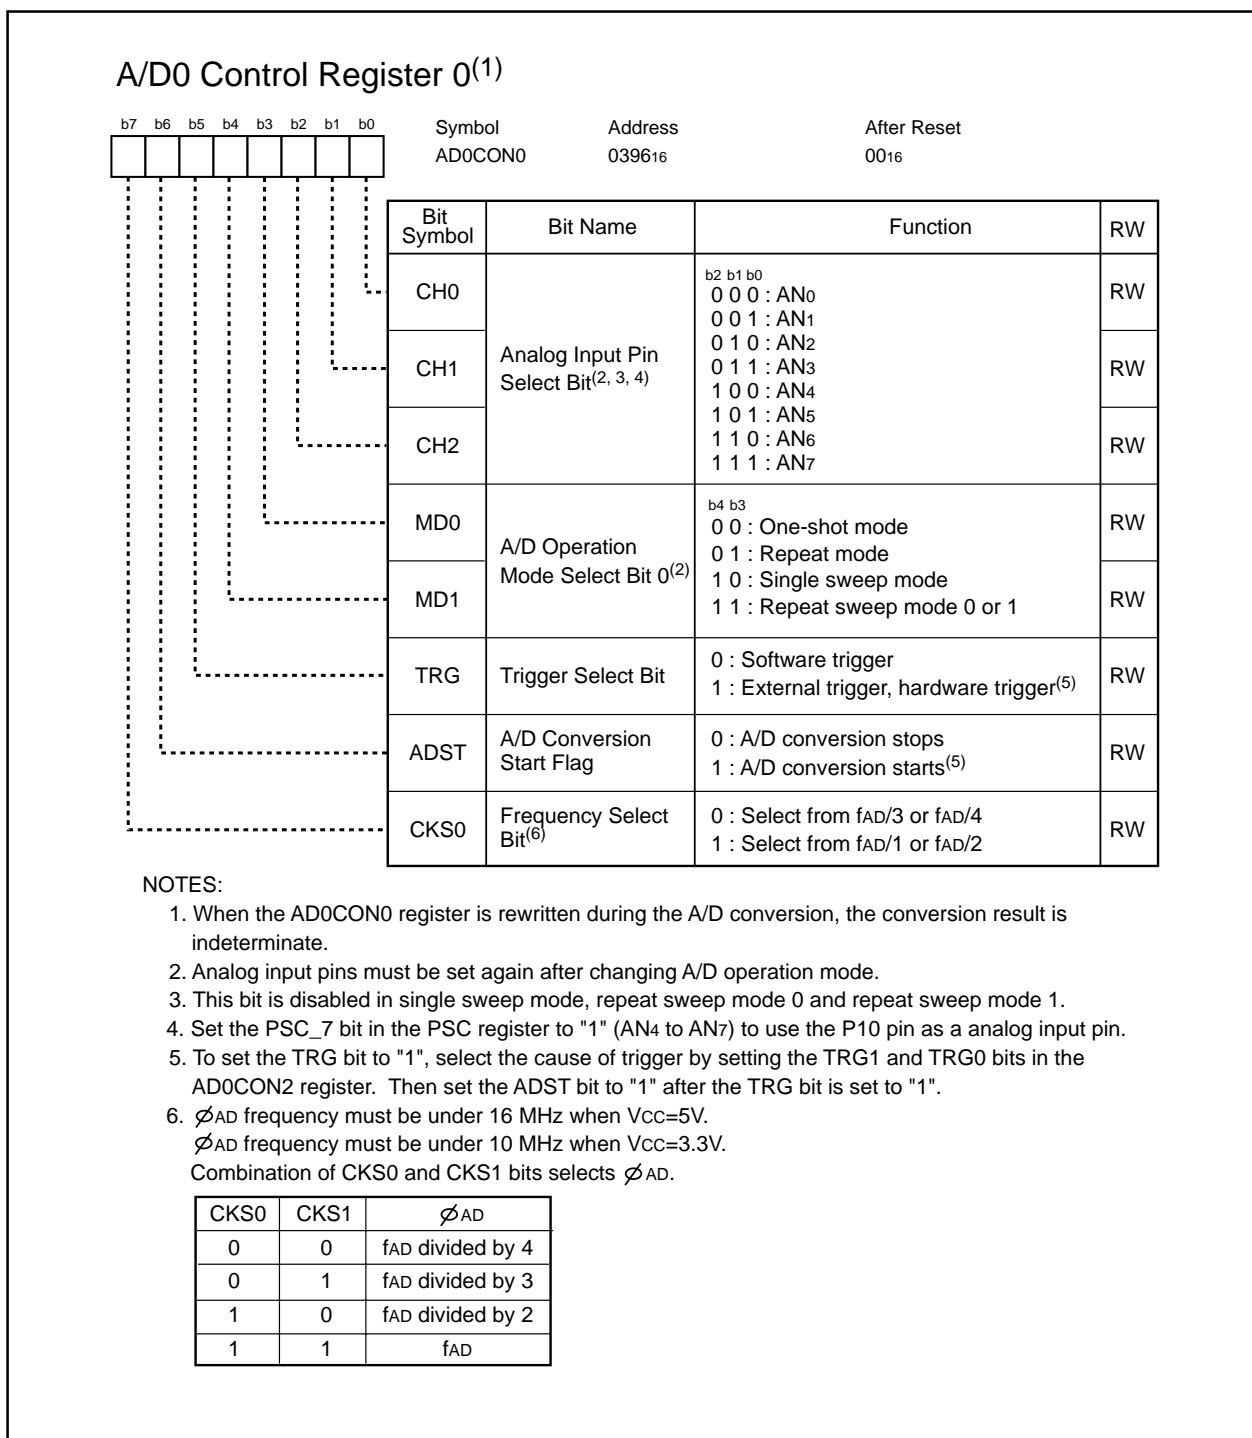 A/D0 Control Register 0(1)
b7 b6 b5 b4 b3 b2 b1 b0
Symbol Address After Reset
AD0CON0 039616 0016
Bit Symbol Bit Name Function RW
CH0 RW
CH1 RW
CH2 RW
Analog Input Pin
Select Bit(2, 3, 4)
b2 b1 b0
0 0 0 : AN0
0 0 1 : AN1
0 1 0 : AN2
0 1 1 : AN3
1 0 0 : AN4
1 0 1 : AN5
1 1 0 : AN6
1 1 1 : AN7
MD0 RW
MD1 RW
A/D Operation
Mode Select Bit 0(2)
b4 b3
0 0 : One-shot mode
0 1 : Repeat mode
1 0 : Single sweep mode
1 1 : Repeat sweep mode 0 or 1
TRG Trigger Select Bit RW
0 : Software trigger
1 : External trigger, hardware trigger(5)
ADST RW
A/D Conversion
Start Flag
0 : A/D conversion stops
1 : A/D conversion starts(5)
CKS0 RW
Frequency Select
Bit(6)
0 : Select from fAD/3 or fAD/4
1 : Select from fAD/1 or fAD/2
NOTES:
1. When the AD0CON0 register is rewritten during the A/D conversion, the conversion result is
indeterminate.
2. Analog input pins must be set again after changing A/D operation mode.
3. This bit is disabled in single sweep mode, repeat sweep mode 0 and repeat sweep mode 1.
4. Set the PSC_7 bit in the PSC register to "1" (AN4 to AN7) to use the P10 pin as a analog input pin.
5. To set the TRG bit to "1", select the cause of trigger by setting the TRG1 and TRG0 bits in the
AD0CON2 register. Then set the ADST bit to "1" after the TRG bit is set to "1".
6. ØAD frequency must be under 16 MHz when VCC=5V.
ØAD frequency must be under 10 MHz when VCC=3.3V.
Combination of CKS0 and CKS1 bits selects ØAD.
CKS0 CKS1 ØAD
0 0 fAD divided by 4
0 1 fAD divided by 3
1 0 fAD divided by 2
1 1 fAD